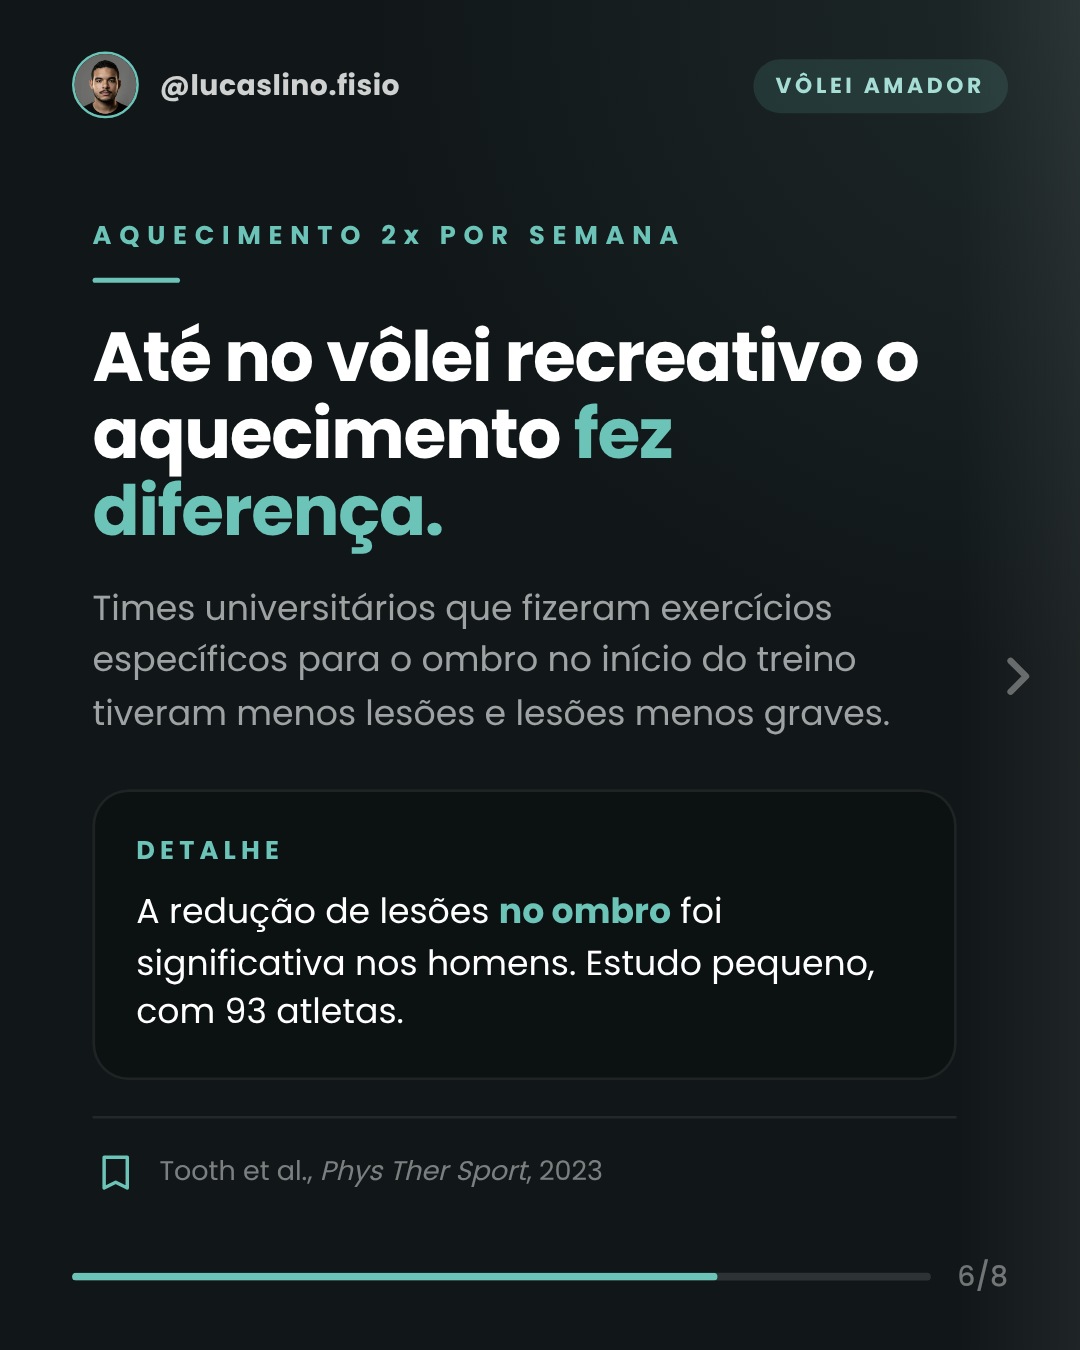 @lucaslino.fisio
VÔLEI AMADOR
AQUECIMENTO 2x POR SEMANA
Até no vôlei recreativo o
aquecimento fez
diferença.
Times universitários que fizeram exercícios
específicos para o ombro no início do treino
tiveram menos lesões e lesões menos graves.
DETALHE
A redução de lesões no ombro foi
significativa nos homens. Estudo pequeno,
com 93 atletas.
Tooth et al., Phys Ther Sport, 2023
6/8